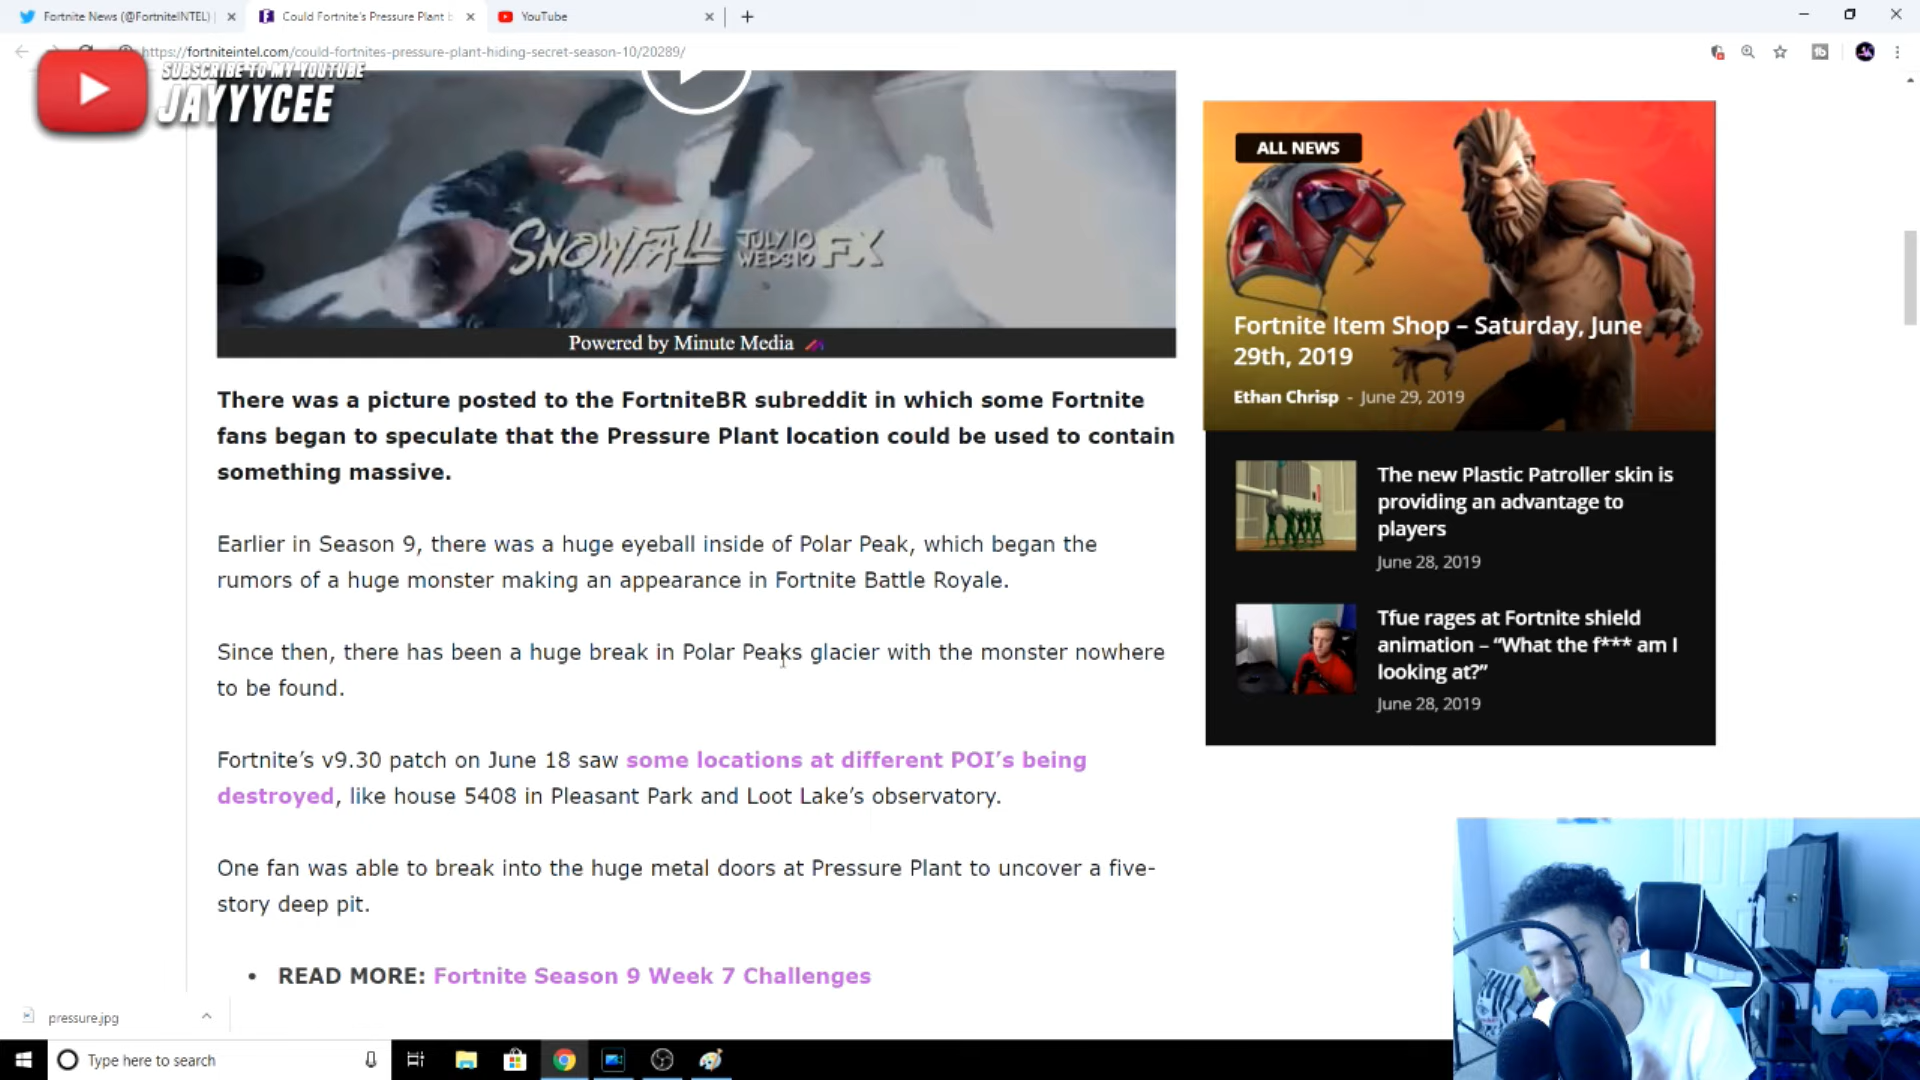 Fortnite News (@FortniteINTEL) |
Could Fortnite's Pressure Plant b
YouTube
https://fortniteintel.com/could-fortnites-pressure-plant-hiding-secret-season-10/20289/
SUBSCRIBE TO MY YOUTUBE
JAYYYCEE
SNOWFALL JULY 10 WEDS 10 FX
Powered by Minute Media
There was a picture posted to the FortniteBR subreddit in which some Fortnite
fans began to speculate that the Pressure Plant location could be used to contain
something massive.
Earlier in Season 9, there was a huge eyeball inside of Polar Peak, which began the
rumors of a huge monster making an appearance in Fortnite Battle Royale.
Since then, there has been a huge break in Polar Peaks glacier with the monster nowhere
to be found.
Fortnite's v9.30 patch on June 18 saw some locations at different POI's being
destroyed, like house 5408 in Pleasant Park and Loot Lake's observatory.
One fan was able to break into the huge metal doors at Pressure Plant to uncover a five-
story deep pit.
• READ MORE: Fortnite Season 9 Week 7 Challenges
ALL NEWS
Fortnite Item Shop – Saturday, June
29th, 2019
Ethan Chrisp - June 29, 2019
The new Plastic Patroller skin is
providing an advantage to
players
June 28, 2019
Tfue rages at Fortnite shield
animation – “What the f*** am I
looking at?”
June 28, 2019
pressure.jpg
Type here to search